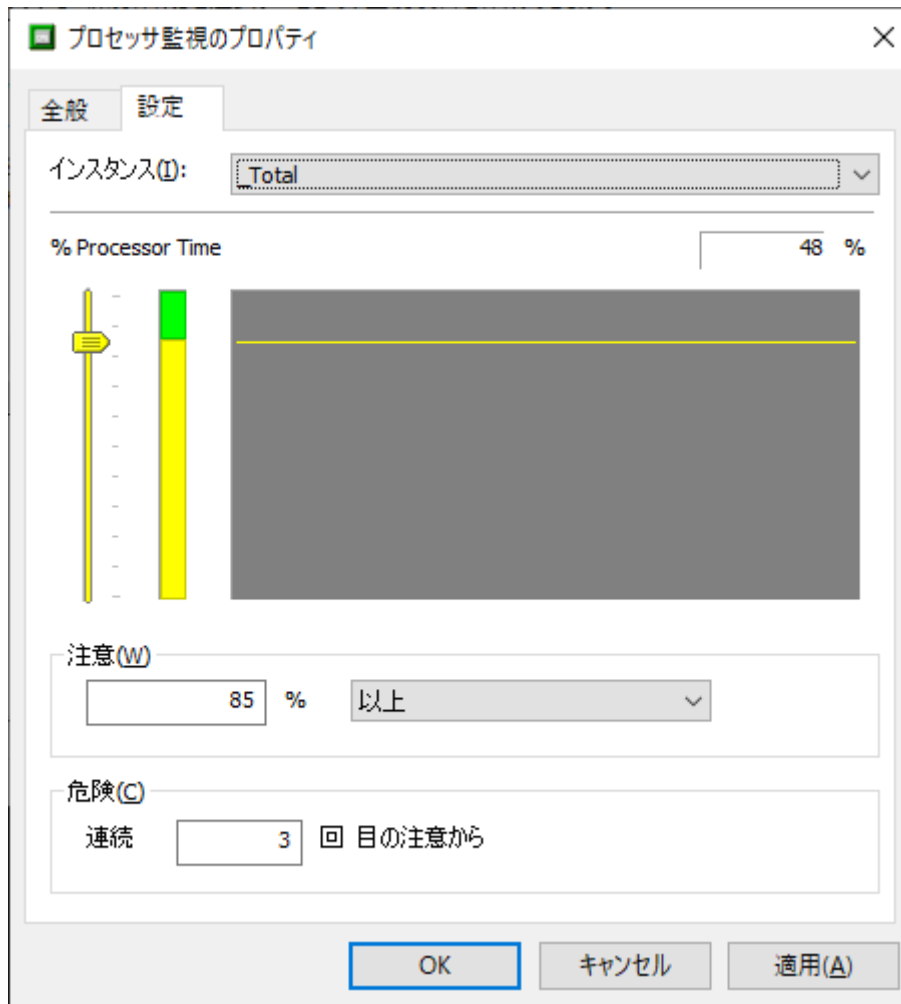 プロセッサ監視のプロパティ
全般 設定
インスタンス(I): _Total
% Processor Time 48 %
注意(W)
85 % 以上
危険(C)
連続 3 回 目の注意から
OK キャンセル 適用(A)